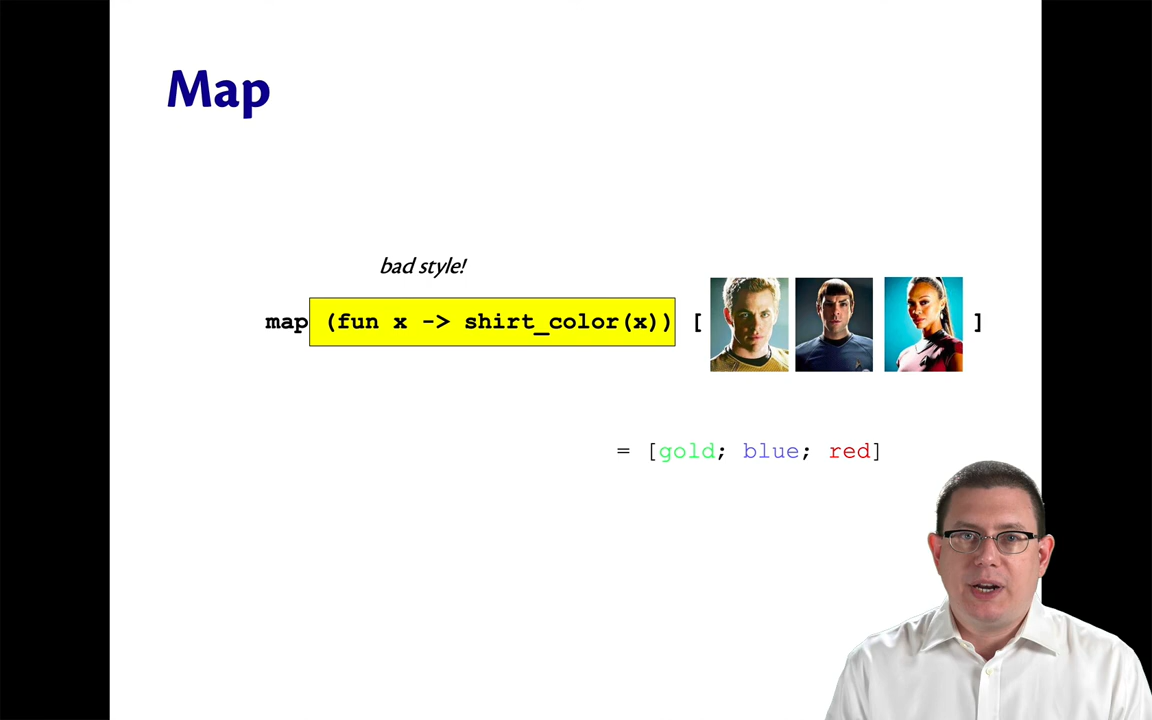 Map
bad style!
map (fun x -> shirt_color(x)) [ ]
= [gold; blue; red]